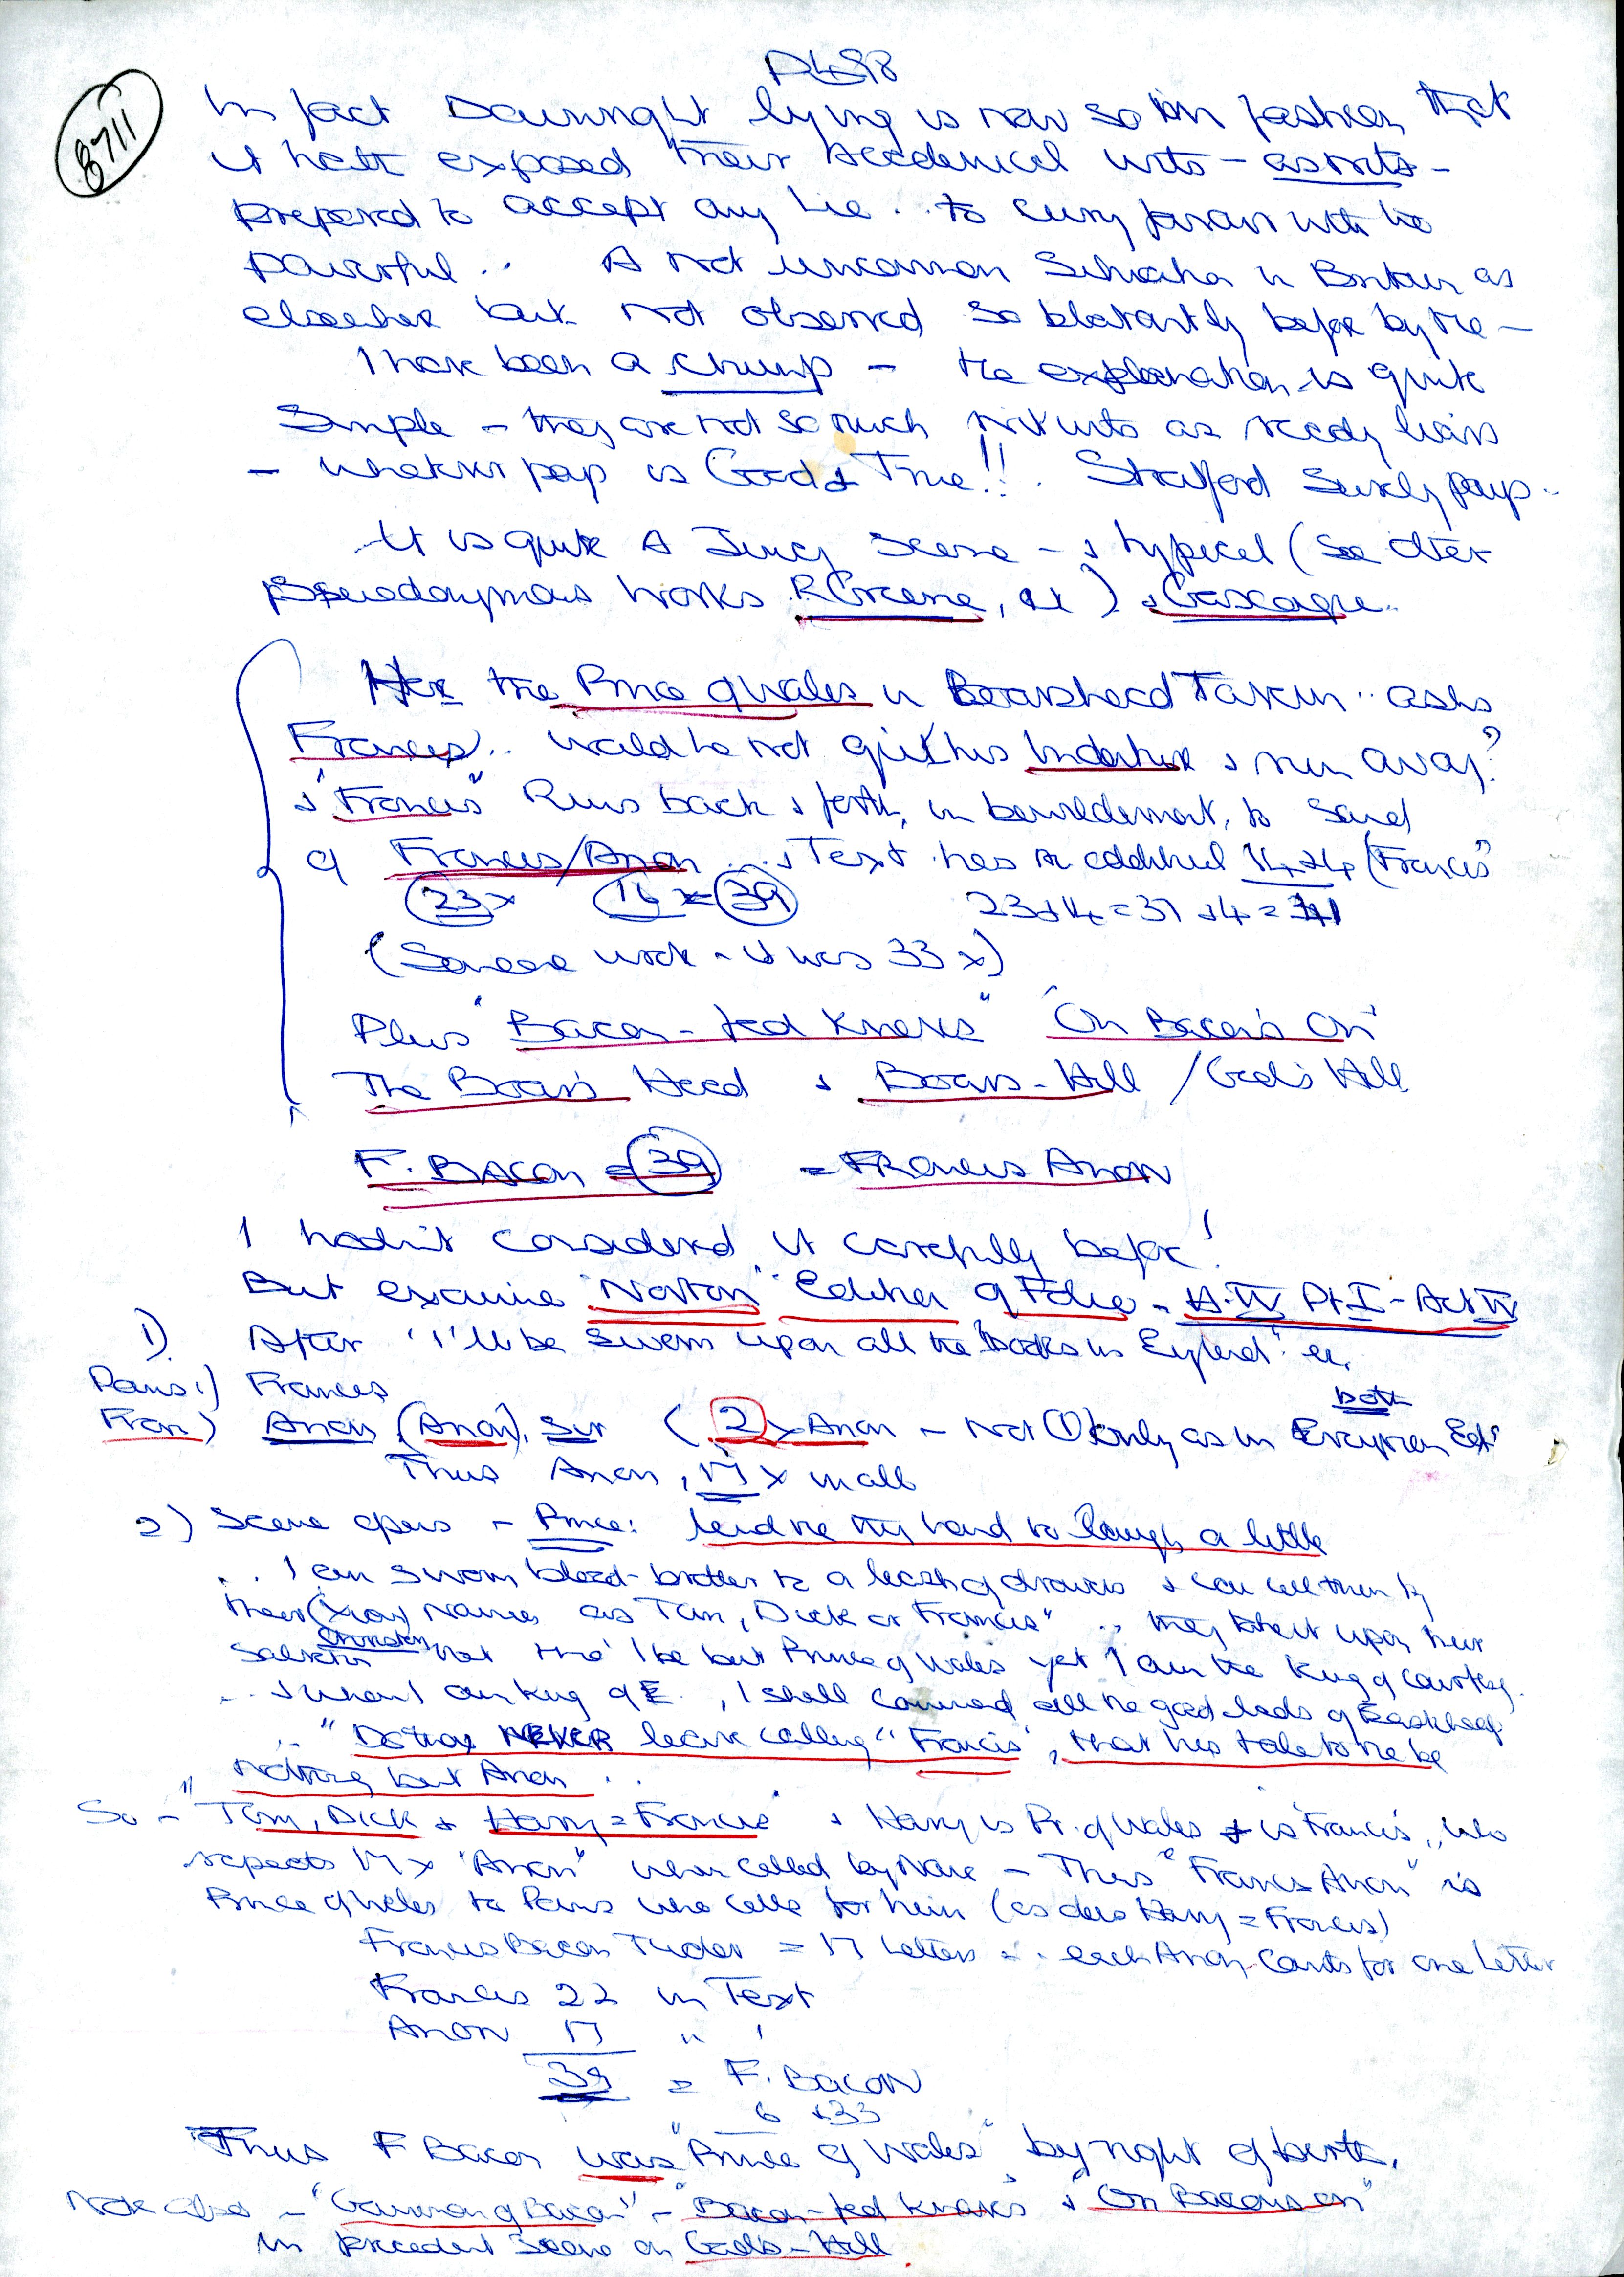 8711
In fact Downright lying is now so in fashion that
it hath exposed their Academical wits - as nits -
prepared to accept any Lie .. to curry favour with the
powerful .. A not uncommon Situation in Britain as
elsewhere but not observed so blatantly before by me -
I have been a chump - the explanation is quite
Simple - they are not so much nitwits as ready liars
- whatever pays is Good & True!!. Stratford surely pays..
It is quite A Juicy Scene - & typical (See other
Pseudonymous works R Greene, etc) & Gascoigne..
Here the Prince of Wales in Boarshead Tavern .. asks
Francis .. would he not quit his Indenture & run away?
& "Francis" Runs back & forth, in bewilderment, to sound
of Francis/Anon ... Text has an additional 14 + 4 (Francis"
23x 16 x = 39 23 + 14 = 37 + 4 = 41
(Someone wrote - it was 33 x)
Plus "Bacon-fed Knaves" "On Bacons On"
The Boar's Head & Boars-Hill / Gad's Hill
F. BACON = 39 = FRANCIS ANON
I hadn't considered it carefully before!
But examine "Norton" Edition of Folio - H.IV Pt.I - Act IV
1) After 'I'll be sworn upon all the books in England" etc.
Poins:) Francis
Fran) Anon (Anon), Sir (2 x Anon - not (1) only as in both Everyman Edt'
Thus Anon, 17 x in all
2) Scene opens - Prince: lend me thy hand to laugh a little
.. I am sworn blood-brother to a leash of drawers & can call them by
their (Xian) Names as Tom, Dick or Francis" .. they take it upon their
Christian
salvation that tho' I be but Prince of Wales yet I am the King of Courtesy.
.. & when I am king of E., I shall command all the good lads of Eastcheap
.. "Do thou NEVER leave calling "Francis", that his tale to me be
nothing but Anon" ..
So - "Tom, Dick & Harry = Francis" & Harry is Pr. of Wales & is 'Francis', who
repeats 17 x "Anon" when called by Name - Thus "Francis Anon" is
Prince of Wales to Poins who calls for him (as does Harry = Francis)
Francis Bacon Tudor = 17 letters = .. each Anon counts for one letter
Francis 22 in Text
Anon 17 " "
39 = F. BACON
6 + 33
Thus F Bacon was "Prince of Wales" by right of birth.
Note also - "Gammon of Bacon" - "Bacon-fed Knaves & "On Bacons on"
in precedent Scene on Gad's-Hill.